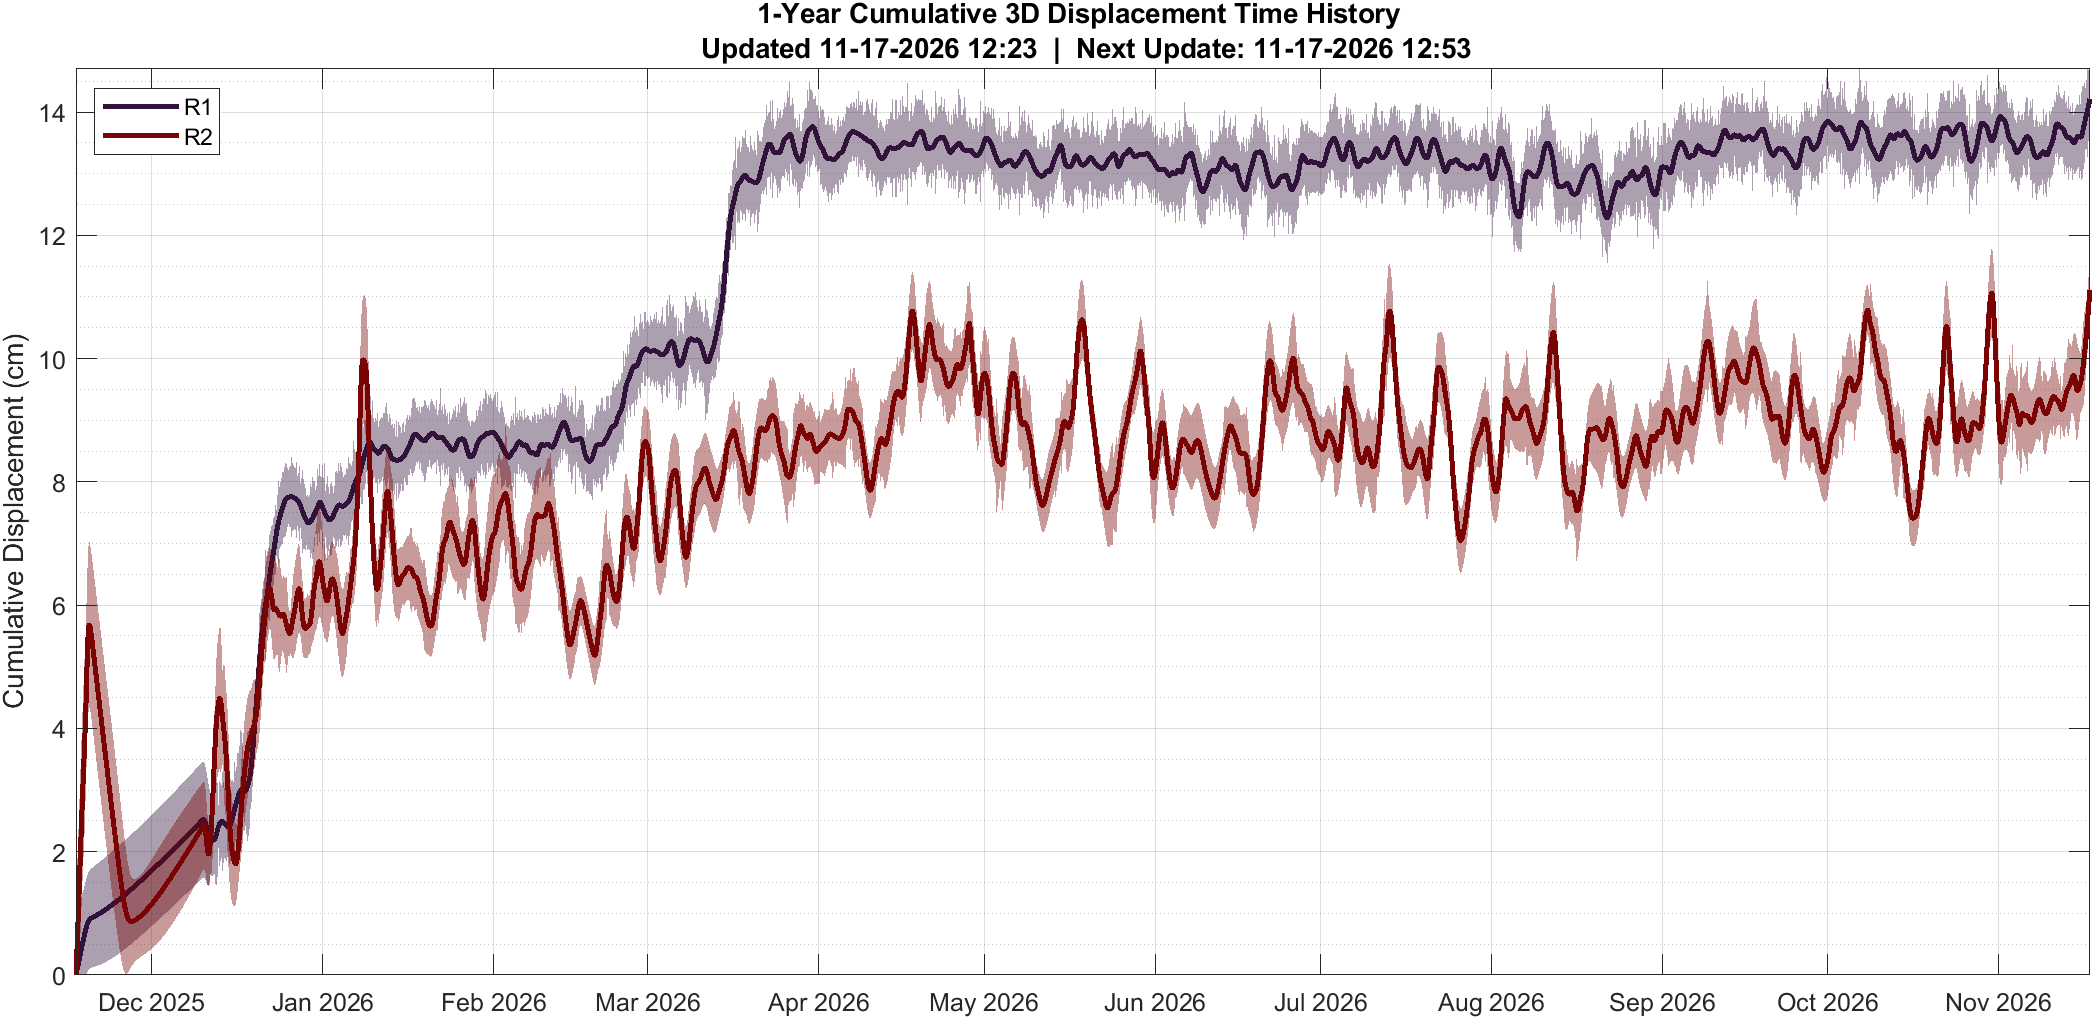 1-Year Cumulative 3D Displacement Time History
Updated 11-17-2026 12:23 | Next Update: 11-17-2026 12:53
R1
R2
Cumulative Displacement (cm)
14
12
10
8
6
4
2
0
Dec 2025 Jan 2026 Feb 2026 Mar 2026 Apr 2026 May 2026 Jun 2026 Jul 2026 Aug 2026 Sep 2026 Oct 2026 Nov 2026